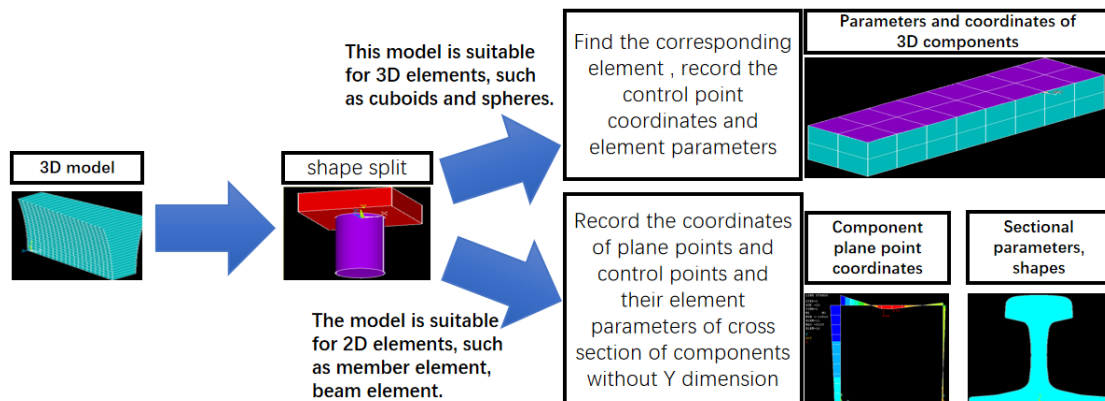 3D model
shape split
This model is suitable
for 3D elements, such
as cuboids and spheres.
The model is suitable
for 2D elements, such
as member element,
beam element.
Find the corresponding
element , record the
control point
coordinates and
element parameters
Parameters and coordinates of
3D components
Record the coordinates
of plane points and
control points and
their element
parameters of cross
section of components
without Y dimension
Component
plane point
coordinates
Sectional
parameters,
shapes